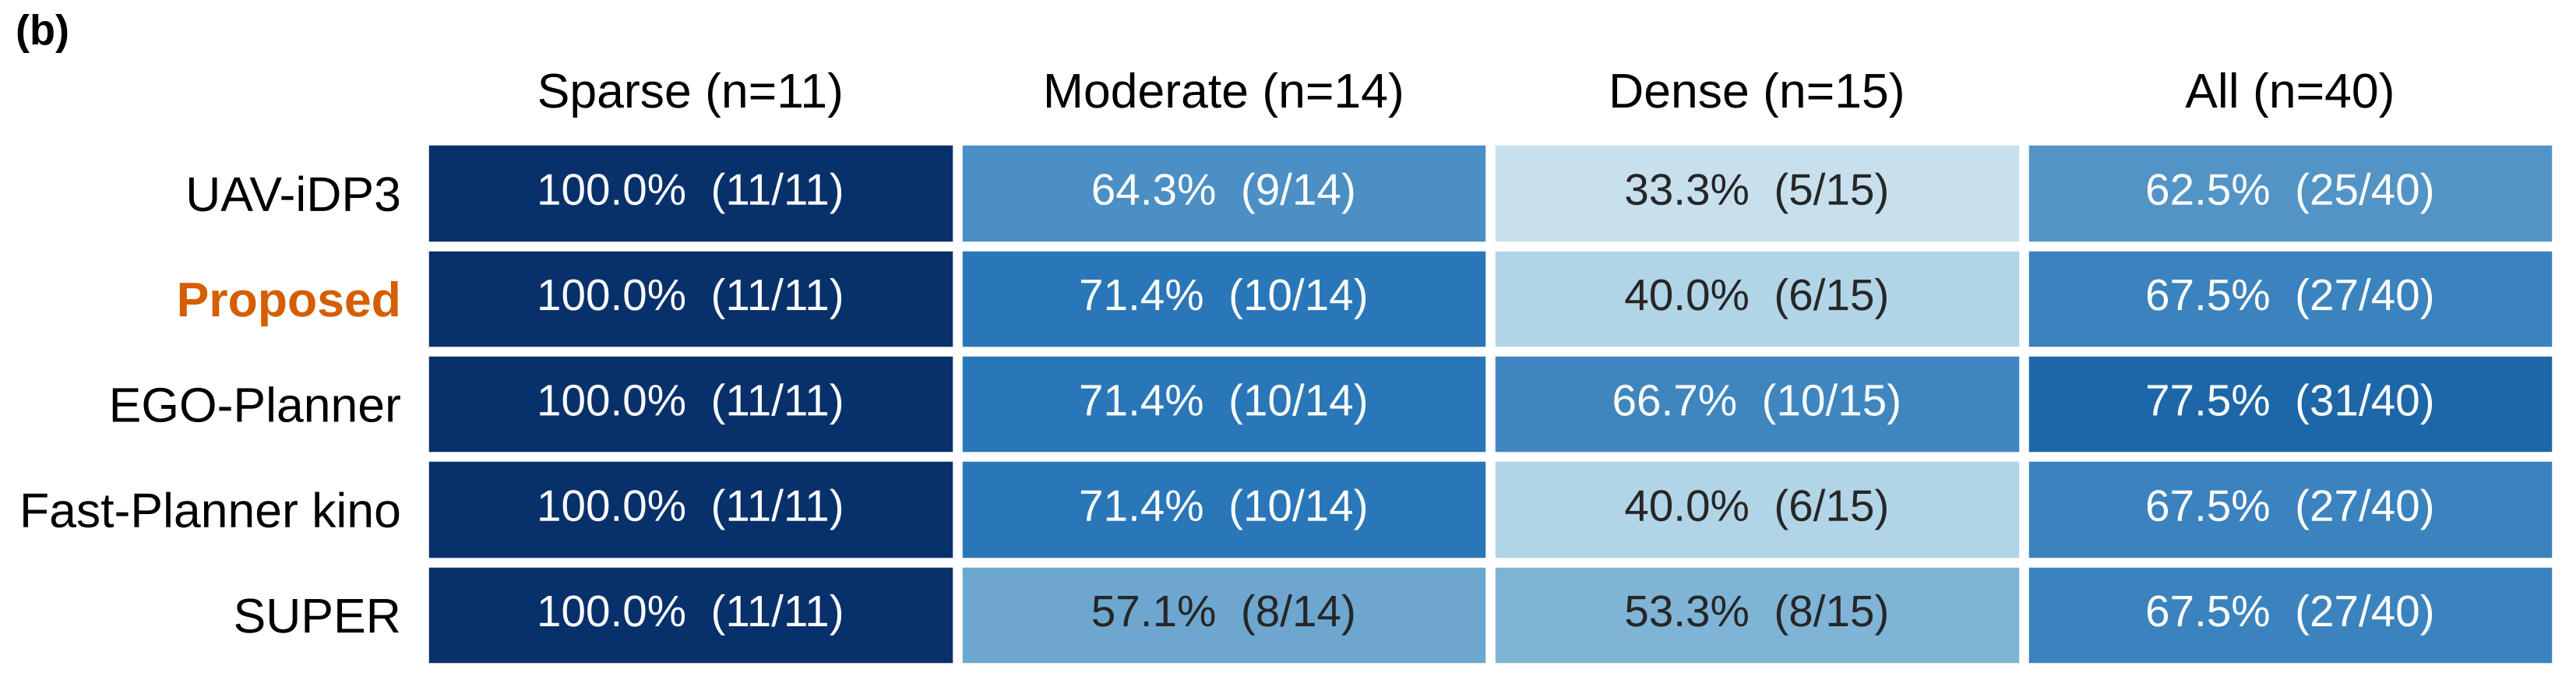 (b)
Sparse (n=11) Moderate (n=14) Dense (n=15) All (n=40)
UAV-iDP3 100.0% (11/11) 64.3% (9/14) 33.3% (5/15) 62.5% (25/40)
Proposed 100.0% (11/11) 71.4% (10/14) 40.0% (6/15) 67.5% (27/40)
EGO-Planner 100.0% (11/11) 71.4% (10/14) 66.7% (10/15) 77.5% (31/40)
Fast-Planner kino 100.0% (11/11) 71.4% (10/14) 40.0% (6/15) 67.5% (27/40)
SUPER 100.0% (11/11) 57.1% (8/14) 53.3% (8/15) 67.5% (27/40)